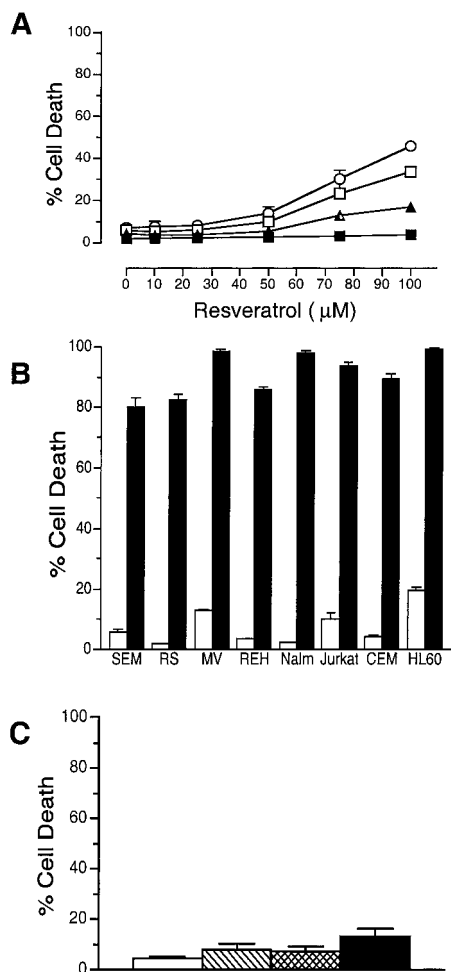 A
% Cell Death
100
80
60
40
20
0
0 10 20 30 40 50 60 70 80 90 100
Resveratrol ( μM)
B
% Cell Death
100
80
60
40
20
0
SEM RS MV REH Nalm Jurkat CEM HL60
C
% Cell Death
100
80
60
40
20
0